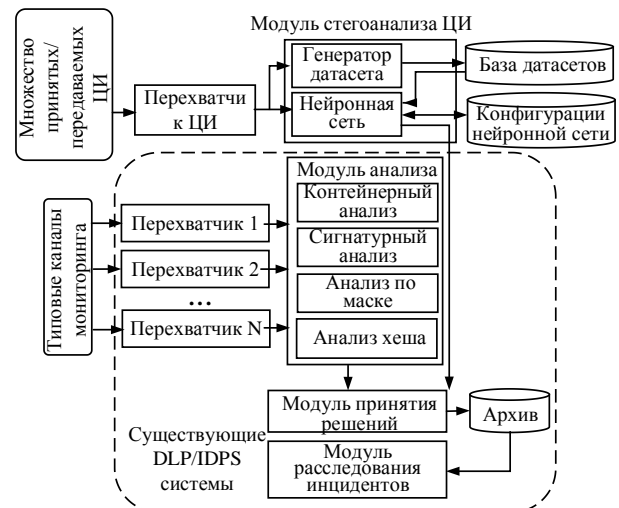 Модуль стегоанализа ЦИ
Множество
принятых/
передаваемых
ЦИ
Перехватчи
к ЦИ
Генератор
датасета
Нейронная
сеть
База датасетов
Конфигурации
нейронной сети
Типовые каналы
мониторинга
Перехватчик 1
Перехватчик 2
...
Перехватчик N
Модуль анализа
Контейнерный
анализ
Сигнатурный
анализ
Анализ по
маске
Анализ хеша
Модуль принятия
решений
Архив
Существующие
DLP/IDPS
системы
Модуль
расследования
инцидентов